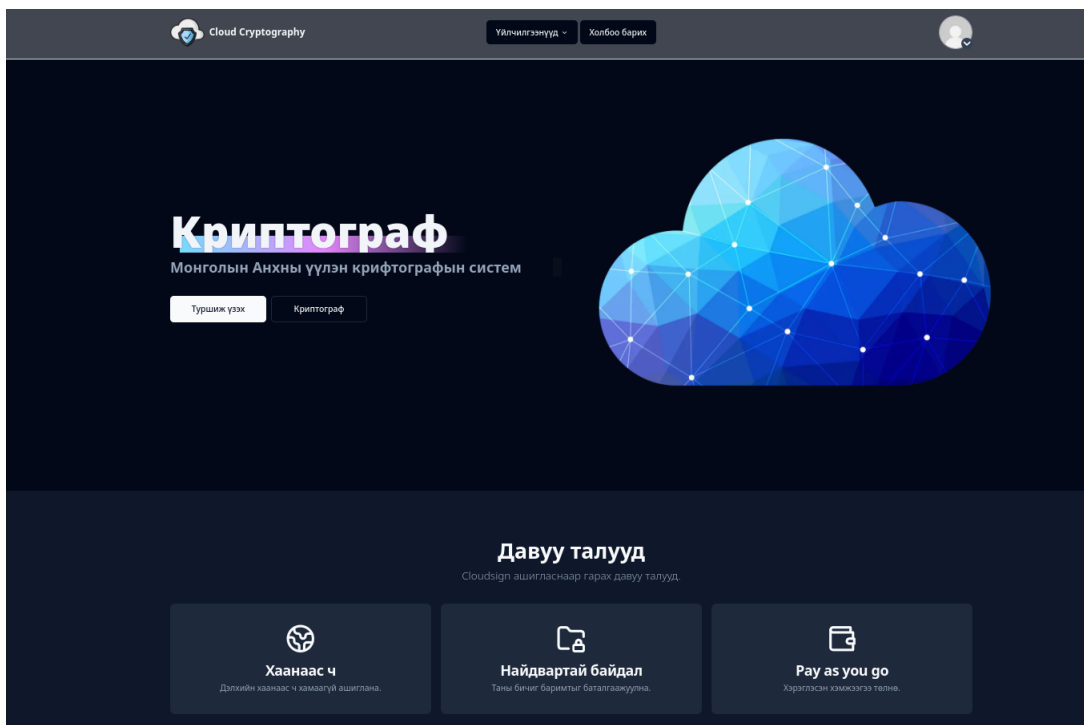 Cloud Cryptography
Үйлчилгээнүүд
Холбоо барих
Криптограф
Монголын Анхны үүлэн крифтографын систем
Туршиж үзэх
Криптограф
Давуу талууд
Cloudsign ашигласнаар гарах давуу талууд.
Хаанаас ч
Дэлхийн хаанаас ч хамаагүй ашиглана.
Найдвартай байдал
Таны бичиг баримтыг баталгаажуулна.
Pay as you go
Хэрэглэсэн хэмжээгээ төлнө.